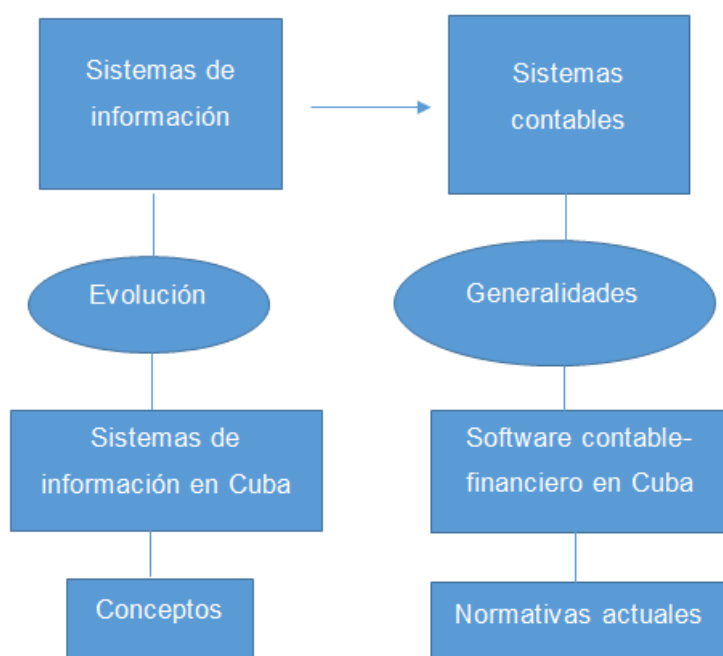 Sistemas de
información
Sistemas
contables
Evolución
Generalidades
Sistemas de
información en Cuba
Software contable-
financiero en Cuba
Conceptos
Normativas actuales